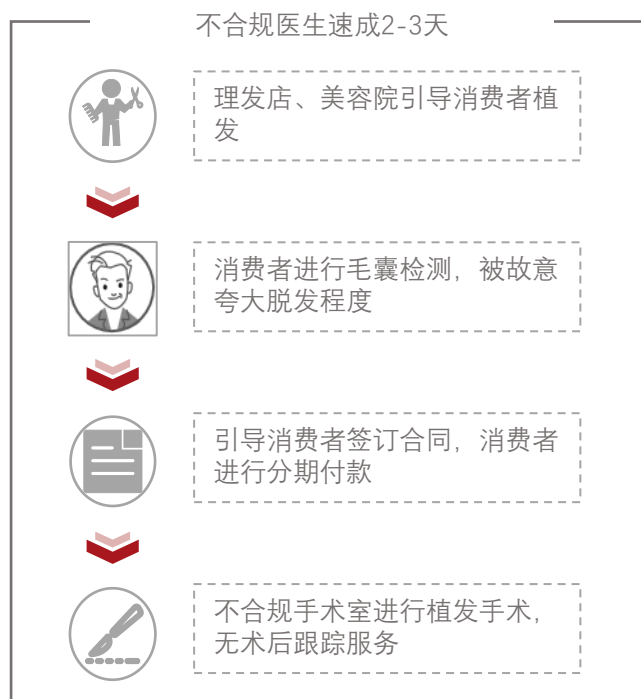 不合规医生速成2-3天
理发店、美容院引导消费者植
发
消费者进行毛囊检测，被故意
夸大脱发程度
引导消费者签订合同，消费者
进行分期付款
不合规手术室进行植发手术，
无术后跟踪服务